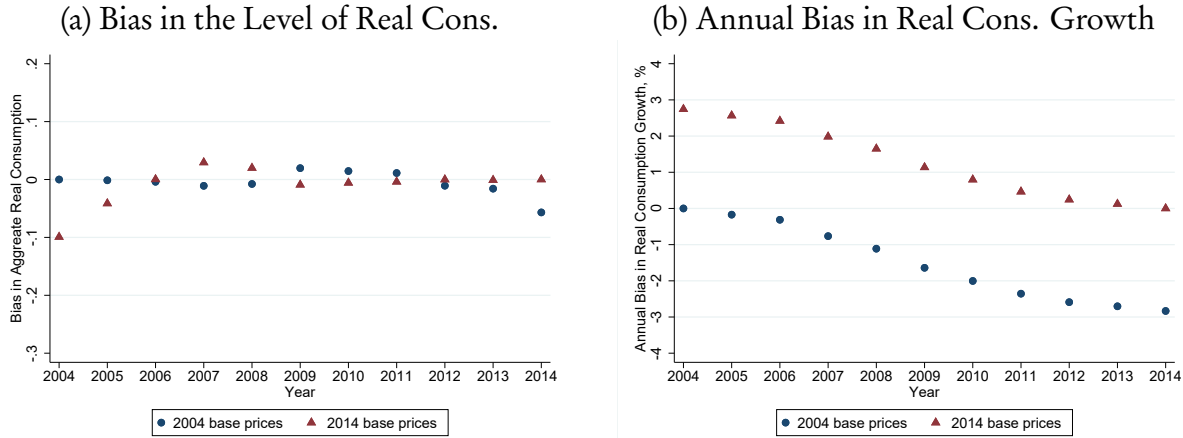 (a) Bias in the Level of Real Cons.
Bias in Aggreate Real Consumption
.2
.1
0
-.1
-.2
-.3
2004 2005 2006 2007 2008 2009 2010 2011 2012 2013 2014
Year
2004 base prices 2014 base prices
(b) Annual Bias in Real Cons. Growth
Annual Bias in Real Consumption Growth, %
4
3
2
1
0
-1
-2
-3
-4
2004 2005 2006 2007 2008 2009 2010 2011 2012 2013 2014
Year
2004 base prices 2014 base prices